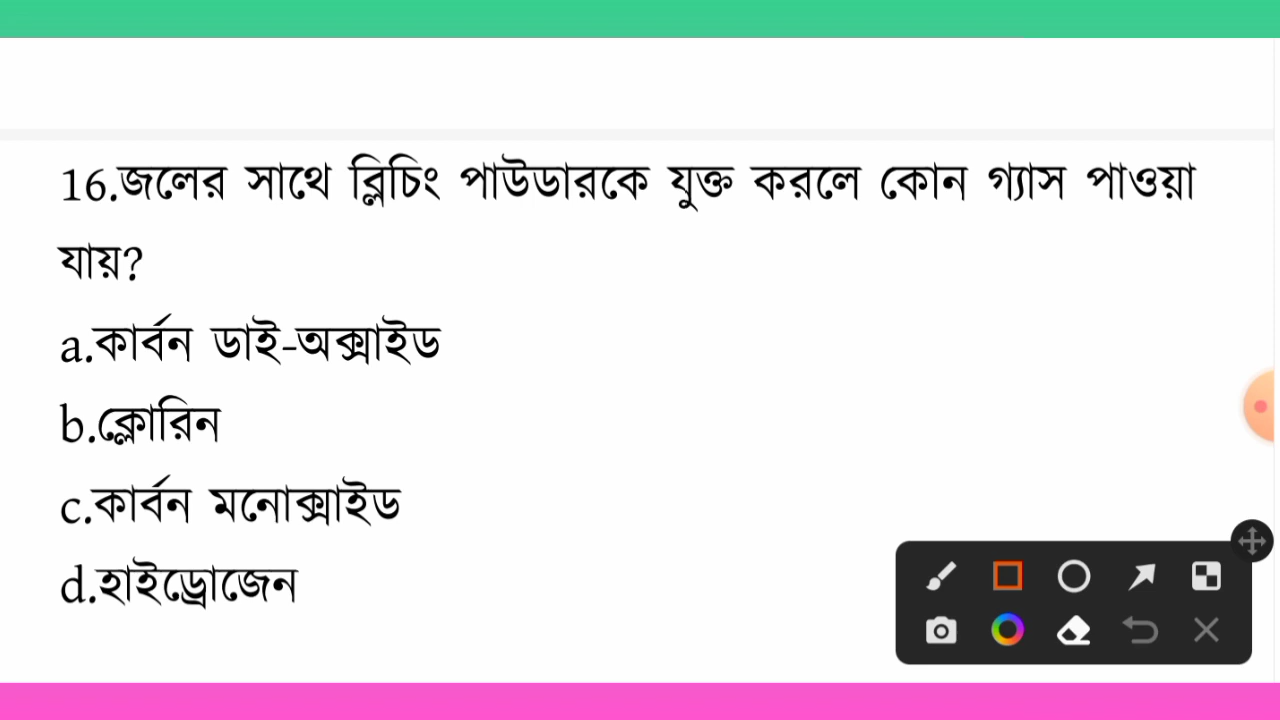 16.জলের সাথে ব্লিচিং পাউডারকে যুক্ত করলে কোন গ্যাস পাওয়া
যায়?
a.কার্বন ডাই-অক্সাইড
b.ক্লোরিন
c.কার্বন মনোক্সাইড
d.হাইড্রোজেন